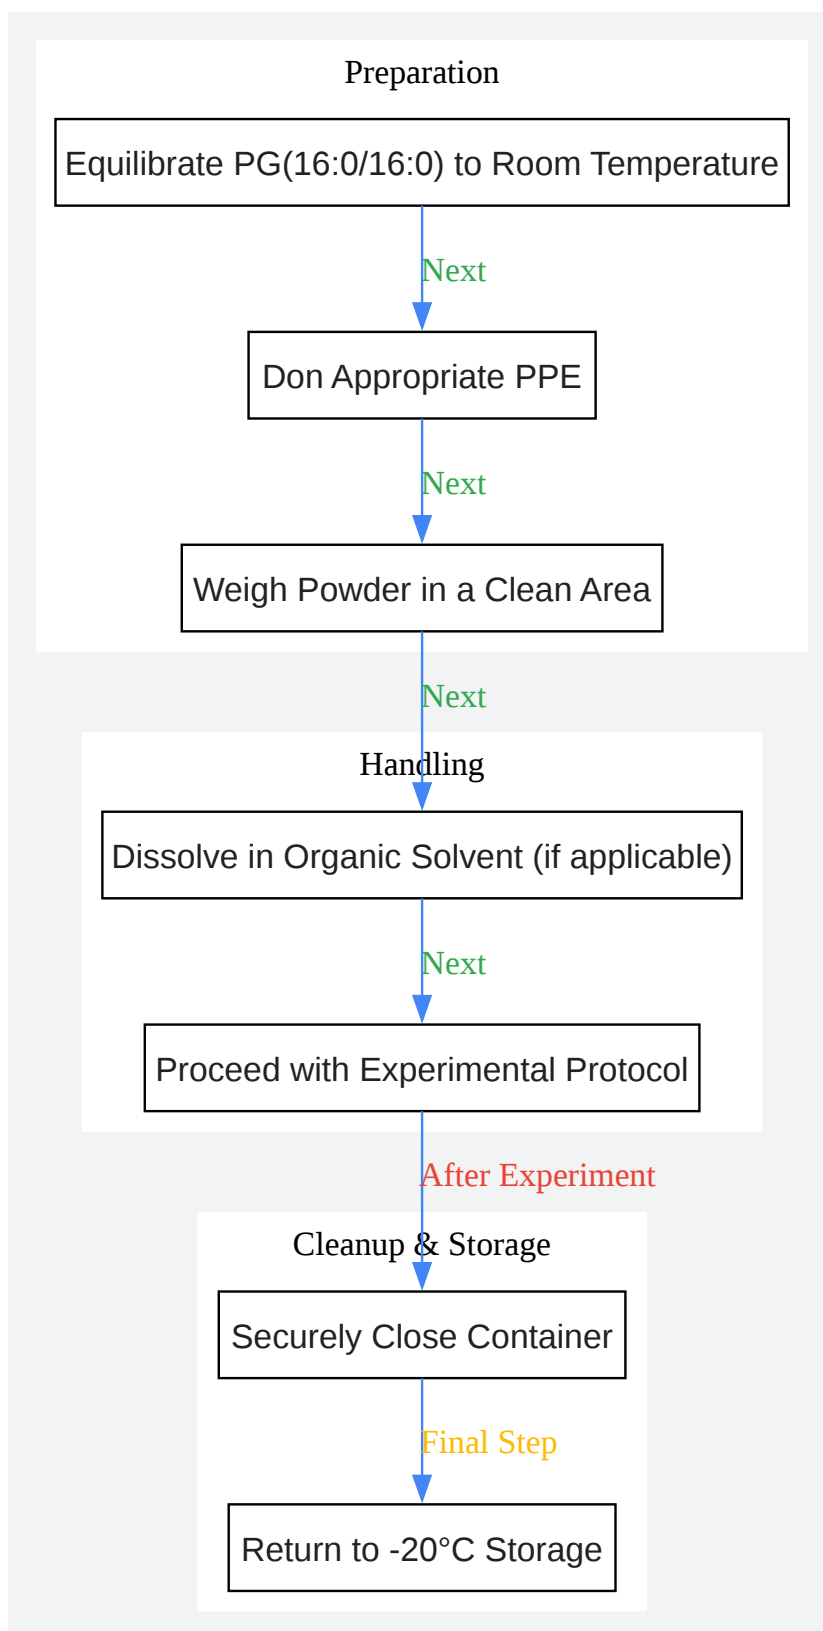 Preparation
Equilibrate PG(16:0/16:0) to Room Temperature
Next
Don Appropriate PPE
Next
Weigh Powder in a Clean Area
Next
Handling
Dissolve in Organic Solvent (if applicable)
Next
Proceed with Experimental Protocol
After Experiment
Cleanup & Storage
Securely Close Container
Final Step
Return to -20°C Storage